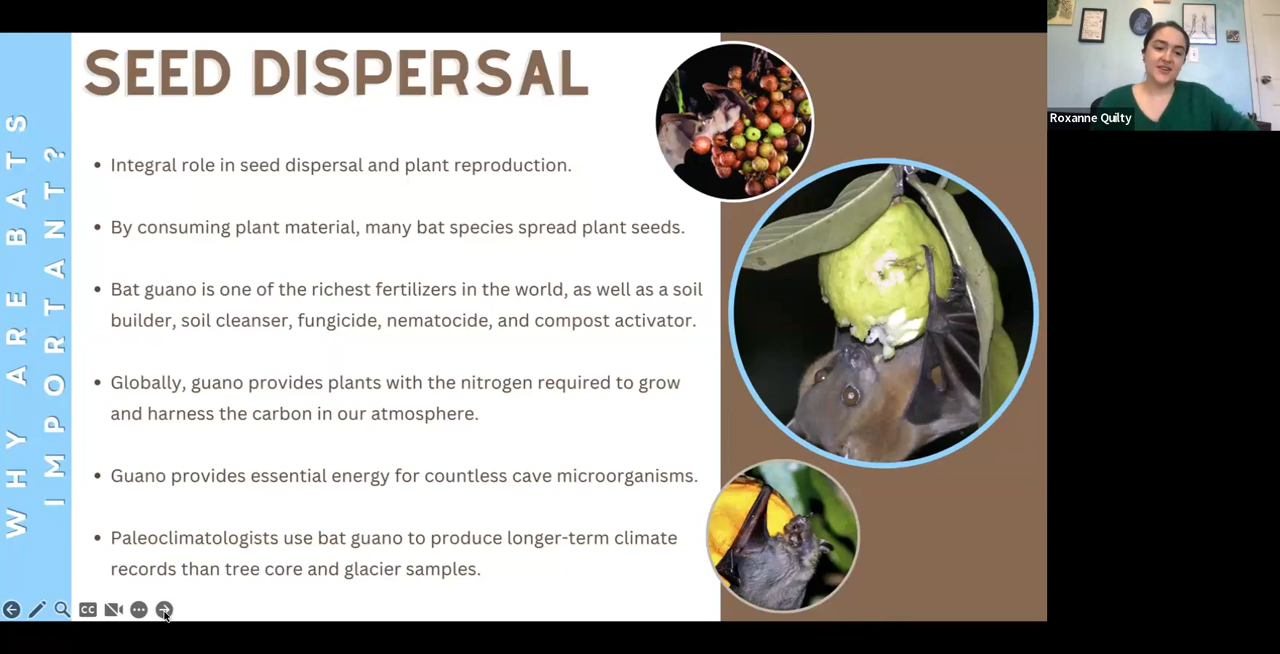 WHY ARE BATS
IMPORTANT?
SEED DISPERSAL
• Integral role in seed dispersal and plant reproduction.
• By consuming plant material, many bat species spread plant seeds.
• Bat guano is one of the richest fertilizers in the world, as well as a soil
builder, soil cleanser, fungicide, nematocide, and compost activator.
• Globally, guano provides plants with the nitrogen required to grow
and harness the carbon in our atmosphere.
• Guano provides essential energy for countless cave microorganisms.
• Paleoclimatologists use bat guano to produce longer-term climate
records than tree core and glacier samples.
CC
Roxanne Quilty